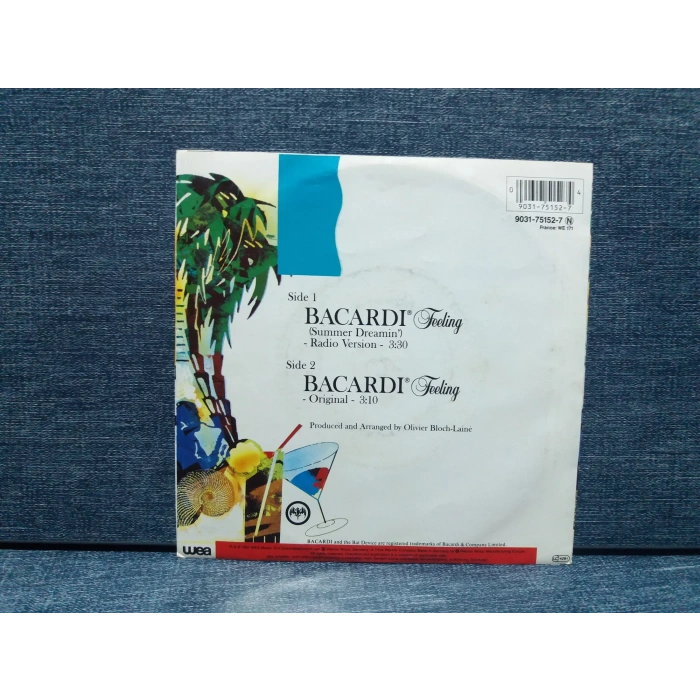 0
4
9031-75152-7
9031-75152-7 N
France: WE 171
Side 1
BACARDI® Feeling
(Summer Dreamin')
- Radio Version - 3:30
Side 2
BACARDI® Feeling
- Original - 3:10
Produced and Arranged by Olivier Bloch-Lainé
BACARDI and the Bat Device are registered trademarks of Bacardi & Company Limited
wea